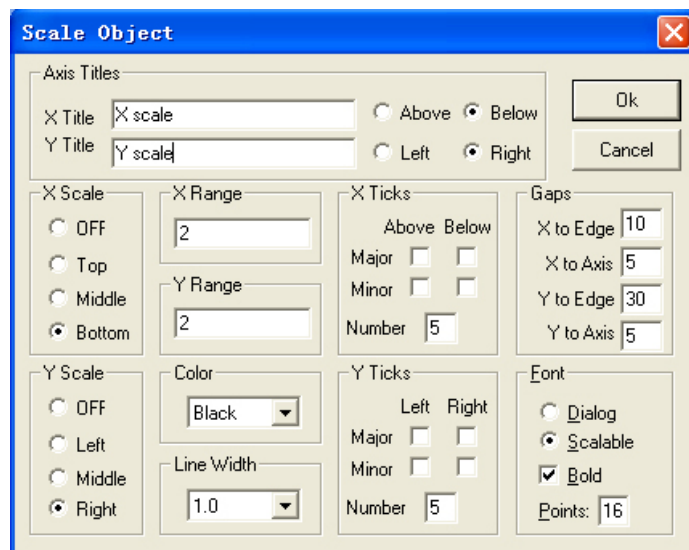 Scale Object
Axis Titles
X Title X scale Above Below
Y Title Y scale Left Right
Ok
Cancel
X Scale
OFF
Top
Middle
Bottom
X Range
2
Y Range
2
X Ticks
Above Below
Major
Minor
Number 5
Gaps
X to Edge 10
X to Axis 5
Y to Edge 30
Y to Axis 5
Y Scale
OFF
Left
Middle
Right
Color
Black
Line Width
1.0
Y Ticks
Left Right
Major
Minor
Number 5
Font
Dialog
Scalable
Bold
Points: 16